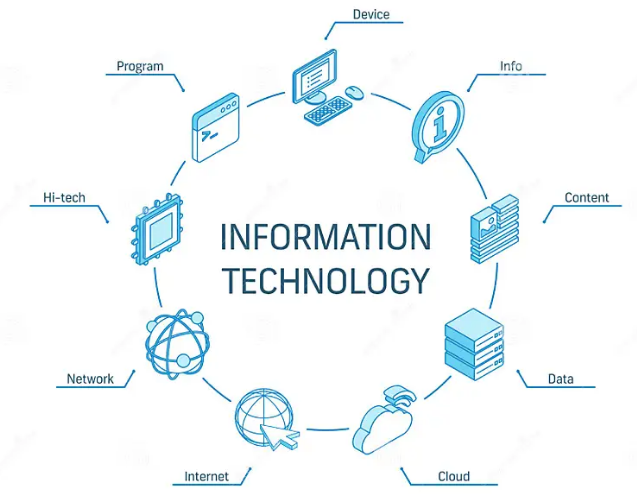 Device
Program
Info
Hi-tech
Content
INFORMATION
TECHNOLOGY
Network
Data
Internet
Cloud